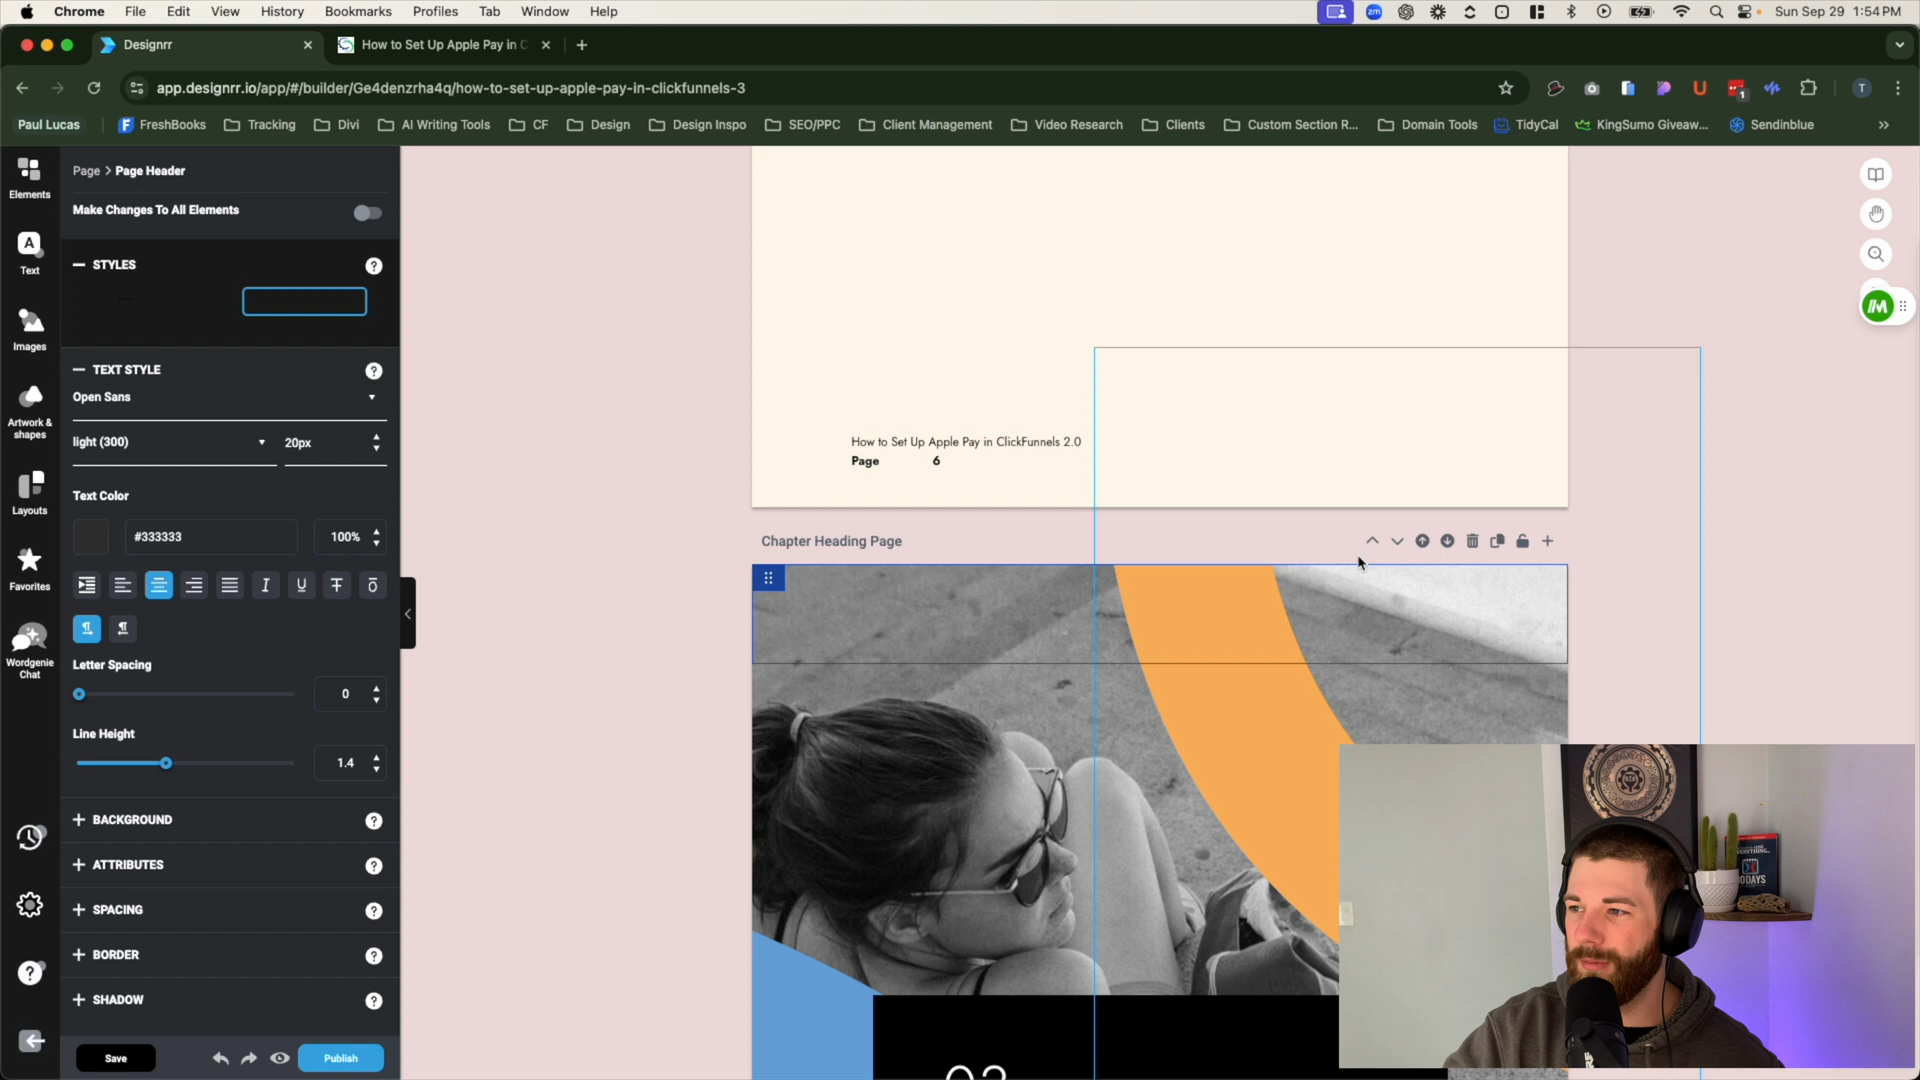 Chrome File Edit View History Bookmarks Profiles Tab Window Help
zm
Sun Sep 29 1:54 PM
Designrr
How to Set Up Apple Pay in C
app.designrr.io/app/#/builder/Ge4denzrha4q/how-to-set-up-apple-pay-in-clickfunnels-3
U
1
T
Paul Lucas FreshBooks Tracking Divi AI Writing Tools CF Design Design Inspo SEO/PPC Client Management Video Research Clients Custom Section R... Domain Tools TidyCal KingSumo Giveaw... Sendinblue
Elements
A
Text
Images
Artwork &
shapes
Layouts
Favorites
Wordgenie
Chat
Page > Page Header
Make Changes To All Elements
STYLES
TEXT STYLE
Open Sans
light (300) 20px
Text Color
#333333 100%
Letter Spacing
0
Line Height
1.4
BACKGROUND
ATTRIBUTES
SPACING
BORDER
SHADOW
Save
Publish
How to Set Up Apple Pay in ClickFunnels 2.0
Page 6
Chapter Heading Page
03